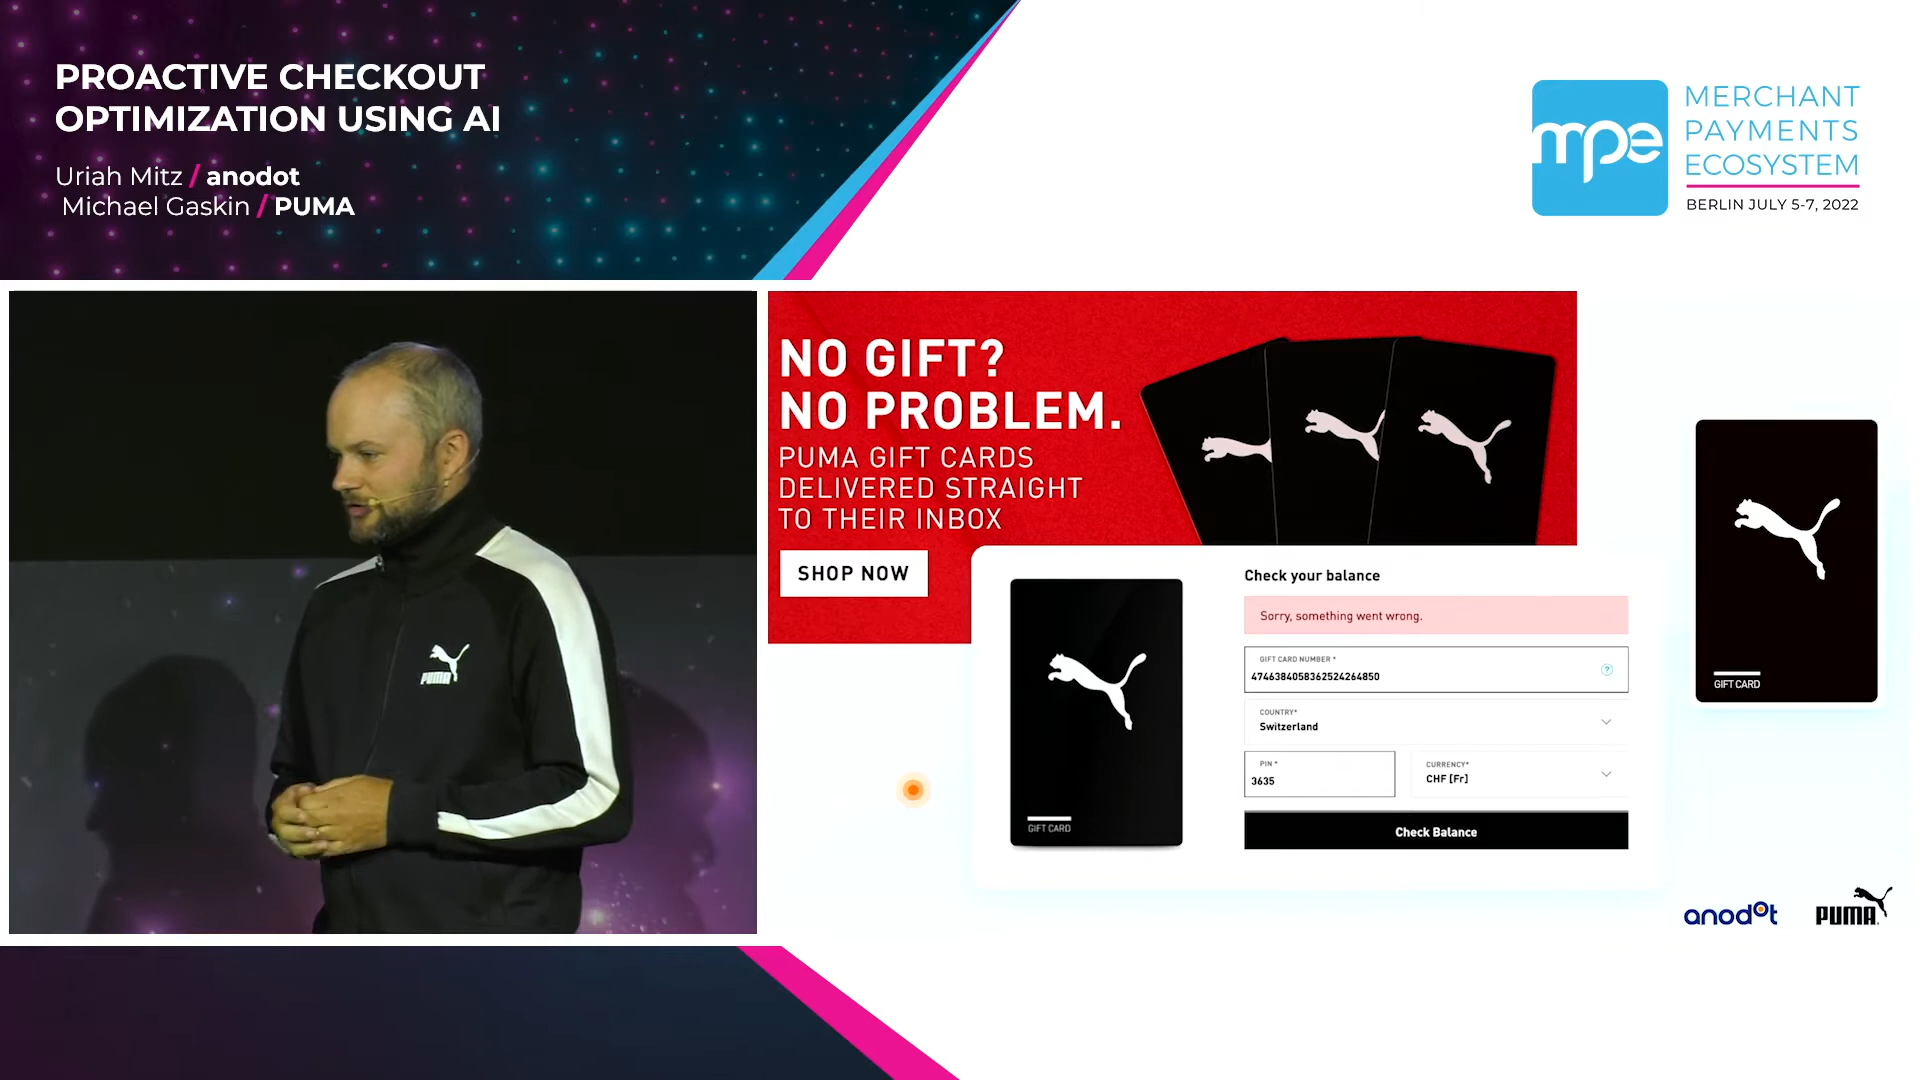 PROACTIVE CHECKOUT
OPTIMIZATION USING AI
Uriah Mitz / anodot
Michael Gaskin / PUMA
mpe
MERCHANT
PAYMENTS
ECOSYSTEM
BERLIN JULY 5-7, 2022
PUMA
NO GIFT?
NO PROBLEM.
PUMA GIFT CARDS
DELIVERED STRAIGHT
TO THEIR INBOX
SHOP NOW
GIFT CARD
Check your balance
Sorry, something went wrong.
GIFT CARD NUMBER *
4746384058362524264850
?
COUNTRY*
Switzerland
PIN *
3635
CURRENCY*
CHF [Fr]
Check Balance
GIFT CARD
anodot
PUMA